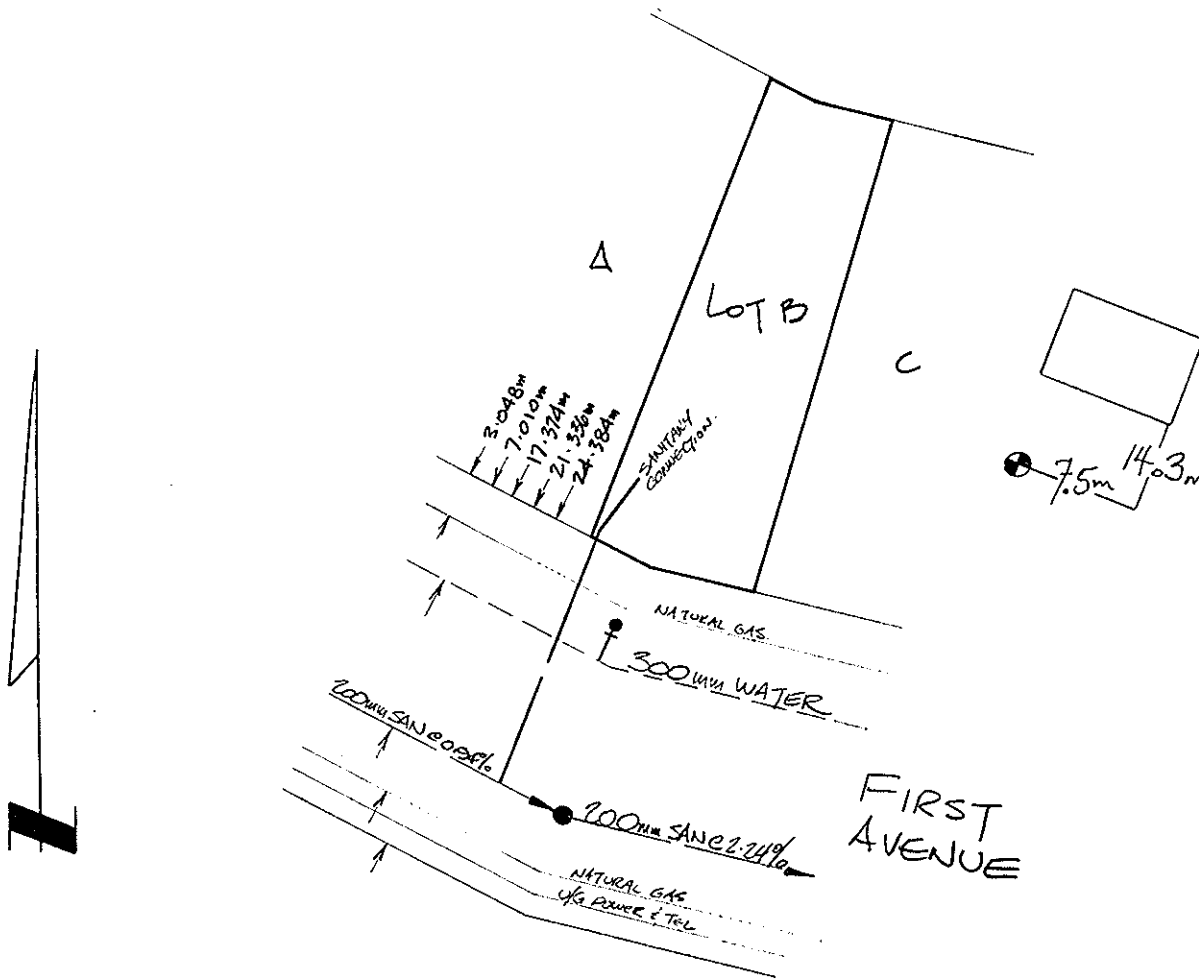 A
LOT B
C
3.048m
7.010m
17.374m
21.336m
24.384m
SANITARY
CONNECTION.
7.5m
14.3m
NATURAL GAS
300mm WATER
200mm SAN @
200mm SAN @ 2.24%
FIRST
AVENUE
NATURAL GAS
U/G POWER & TEL